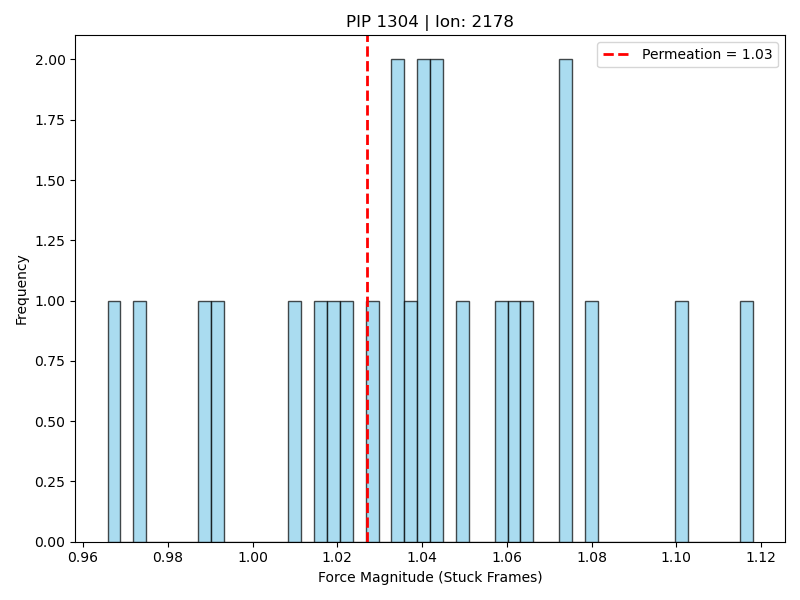 PIP 1304 | Ion: 2178
Permeation = 1.03
2.00
1.75
1.50
1.25
1.00
0.75
0.50
0.25
0.00
Frequency
0.96 0.98 1.00 1.02 1.04 1.06 1.08 1.10 1.12
Force Magnitude (Stuck Frames)